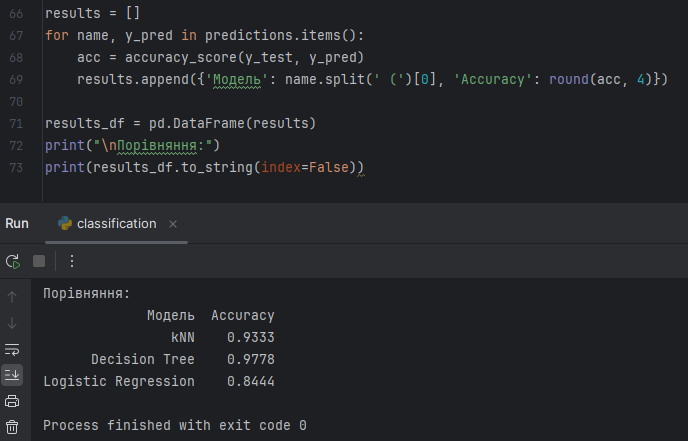 66 results = []
67 for name, y_pred in predictions.items():
68     acc = accuracy_score(y_test, y_pred)
69     results.append({'Модель': name.split(' (')[0], 'Accuracy': round(acc, 4)})
70
71 results_df = pd.DataFrame(results)
72 print("\nПорівняння:")
73 print(results_df.to_string(index=False))
Run classification ×
Порівняння:
             Модель  Accuracy
                kNN    0.9333
      Decision Tree    0.9778
Logistic Regression    0.8444
Process finished with exit code 0